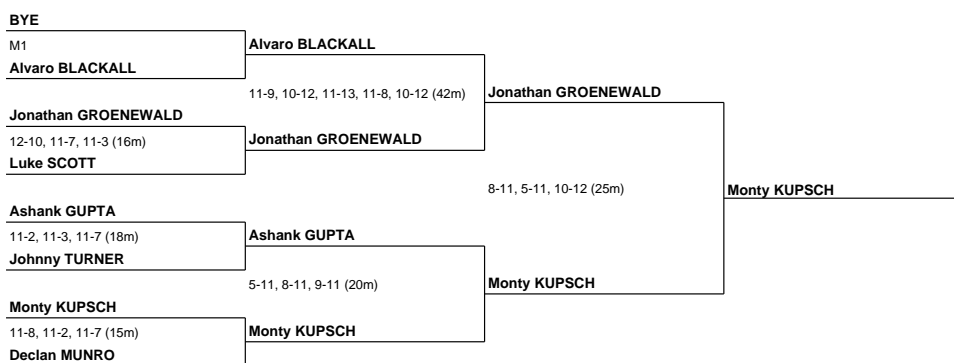 BYE
M1
Alvaro BLACKALL
Alvaro BLACKALL
11-9, 10-12, 11-13, 11-8, 10-12 (42m)
Jonathan GROENEWALD
Jonathan GROENEWALD
12-10, 11-7, 11-3 (16m)
Jonathan GROENEWALD
Luke SCOTT
8-11, 5-11, 10-12 (25m)
Monty KUPSCH
Ashank GUPTA
11-2, 11-3, 11-7 (18m)
Ashank GUPTA
Johnny TURNER
5-11, 8-11, 9-11 (20m)
Monty KUPSCH
Monty KUPSCH
11-8, 11-2, 11-7 (15m)
Monty KUPSCH
Declan MUNRO